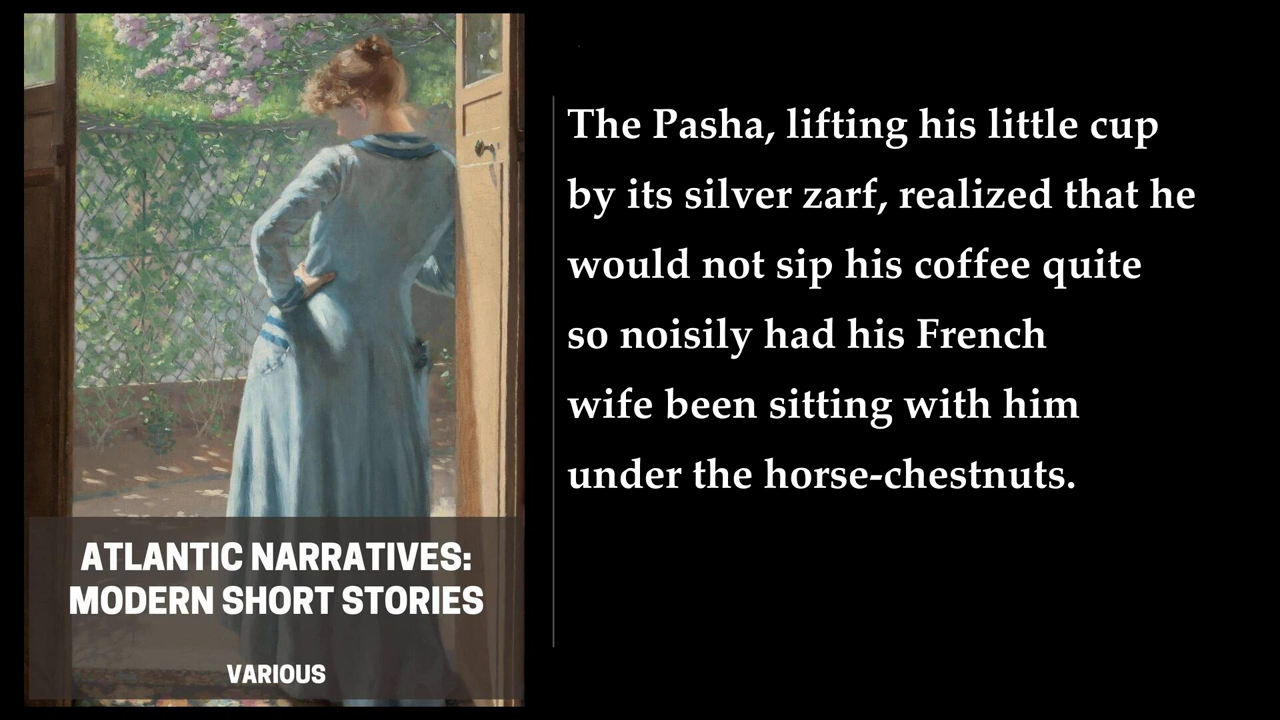 ATLANTIC NARRATIVES:
MODERN SHORT STORIES
VARIOUS
The Pasha, lifting his little cup
by its silver zarf, realized that he
would not sip his coffee quite
so noisily had his French
wife been sitting with him
under the horse-chestnuts.